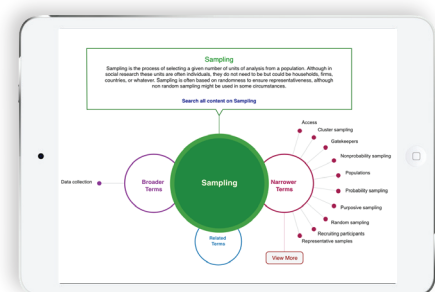 Sampling
Sampling is the process of selecting a given number of units of analysis from a population. Although in
social research these units are often individuals, they do not need to be but could be households, firms,
countries, or whatever. Sampling is often based on randomness to ensure representativeness, although
non random sampling might be used in some circumstances.
Search all content on Sampling
Data collection
Broader
Terms
Sampling
Narrower
Terms
Related
Terms
Access
Cluster sampling
Gatekeepers
Nonprobability sampling
Populations
Probability sampling
Purposive sampling
Random sampling
Recruiting participants
Representative samples
View More